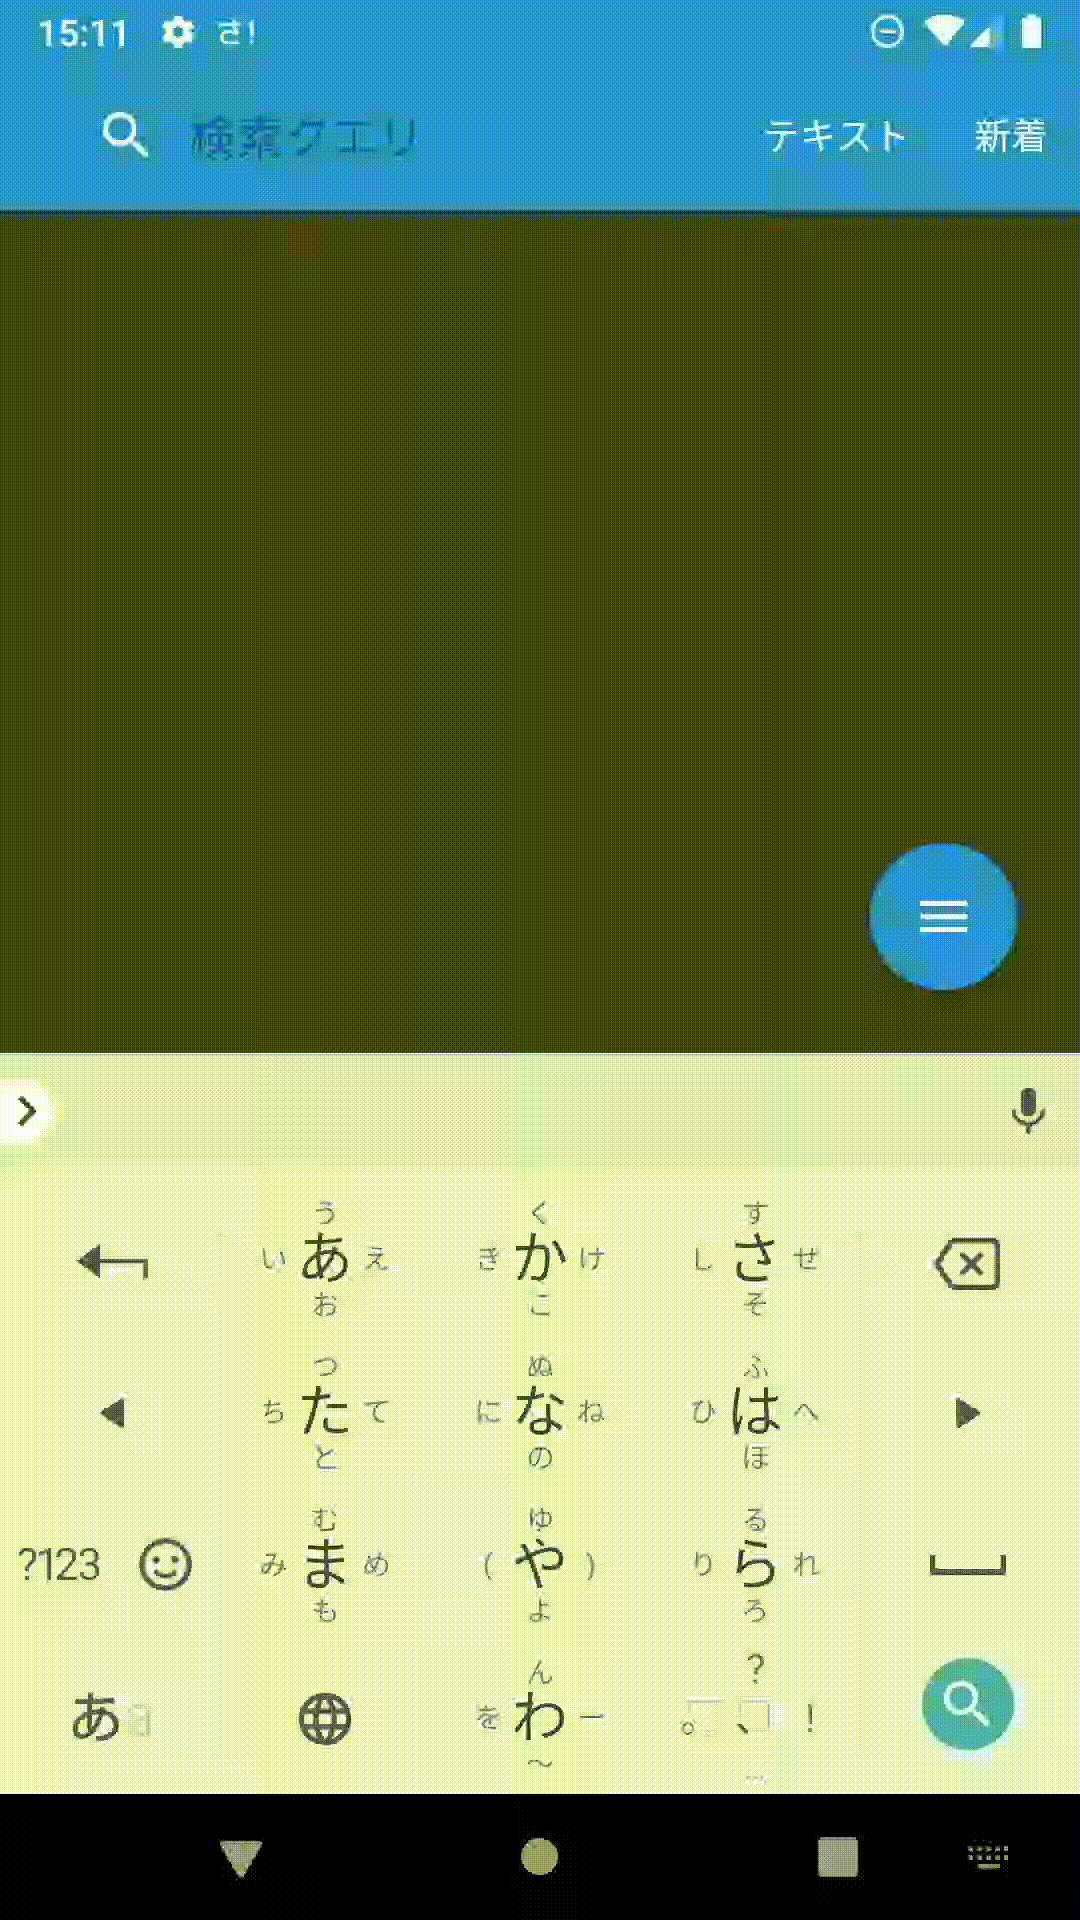 15:11 さ!
検索クエリ テキスト 新着
う く す
い あ え き か け し さ せ
お こ そ
つ ぬ ふ
ち た て に な ね ひ は へ
と の ほ
む ゆ る
?123 み ま め ( や ) り ら れ
も よ ろ
ん ?
あa を わ ー 。 、 !
〜 …